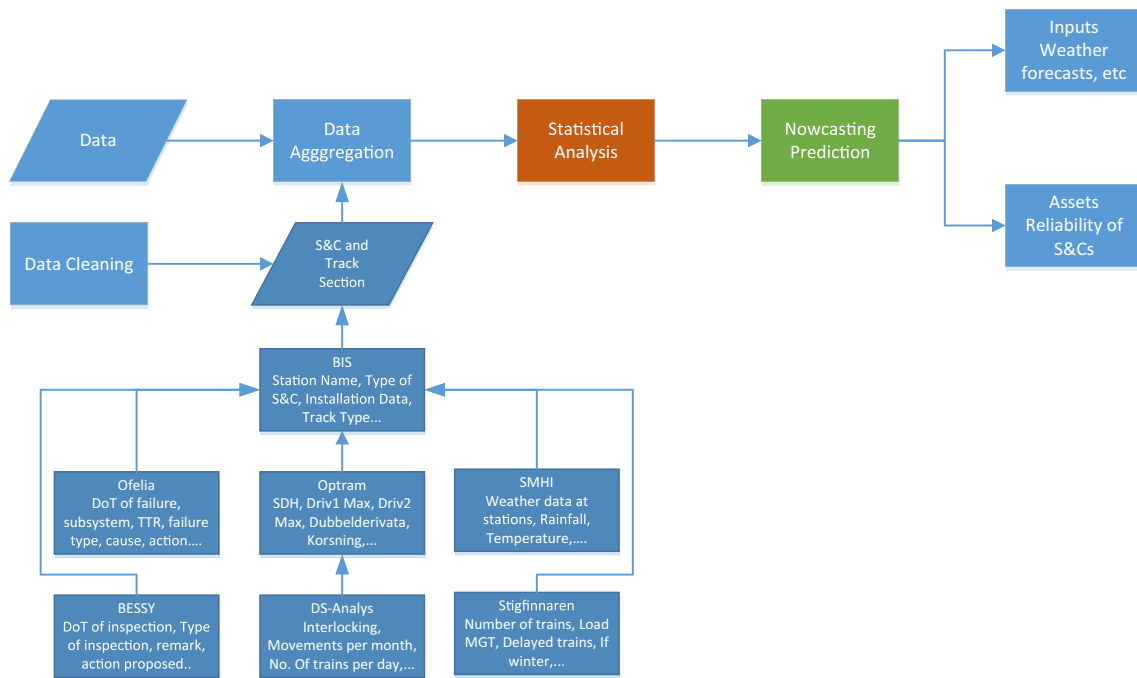 Inputs
Weather
forecasts, etc
Data
Data
Agggregation
Statistical
Analysis
Nowcasting
Prediction
Assets
Reliability of
S&Cs
Data Cleaning
S&C and
Track
Section
BIS
Station Name, Type of
S&C, Installation Data,
Track Type...
Ofelia
DoT of failure,
subsystem, TTR, failure
type, cause, action....
Optram
SDH, Driv1 Max, Driv2
Max, Dubbelderivata,
Korsning,...
SMHI
Weather data at
stations, Rainfall,
Temperature,....
BESSY
DoT of inspection, Type
of inspection, remark,
action proposed..
DS-Analys
Interlocking,
Movements per month,
No. Of trains per day,...
Stigfinnaren
Number of trains, Load
MGT, Delayed trains, If
winter,...